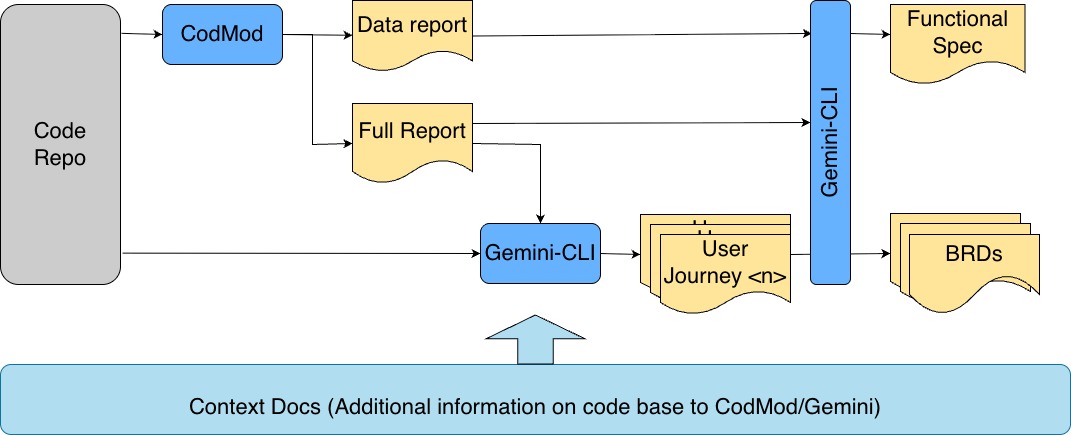 Code
Repo
CodMod
Data report
Full Report
Gemini-CLI
User
Journey <n>
Gemini-CLI
Functional
Spec
BRDs
Context Docs (Additional information on code base to CodMod/Gemini)